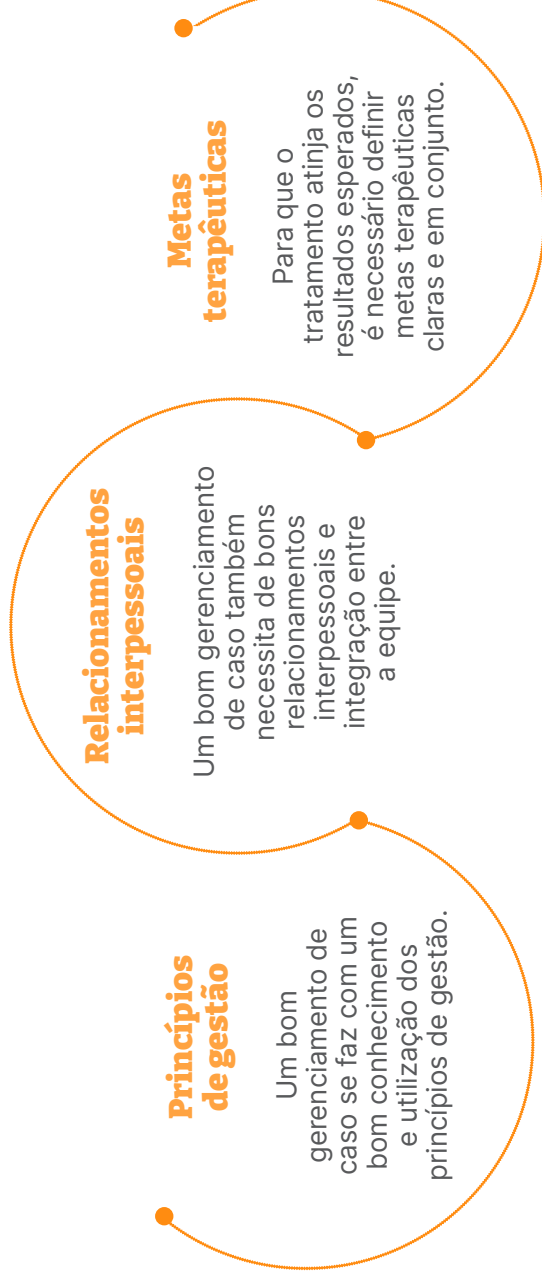 Princípios
de gestão
Um bom
gerenciamento de
caso se faz com um
bom conhecimento
e utilização dos
princípios de gestão.
Relacionamentos
interpessoais
Um bom gerenciamento
de caso também
necessita de bons
relacionamentos
interpessoais e
integração entre
a equipe.
Metas
terapêuticas
Para que o
tratamento atinja os
resultados esperados,
é necessário definir
metas terapêuticas
claras e em conjunto.